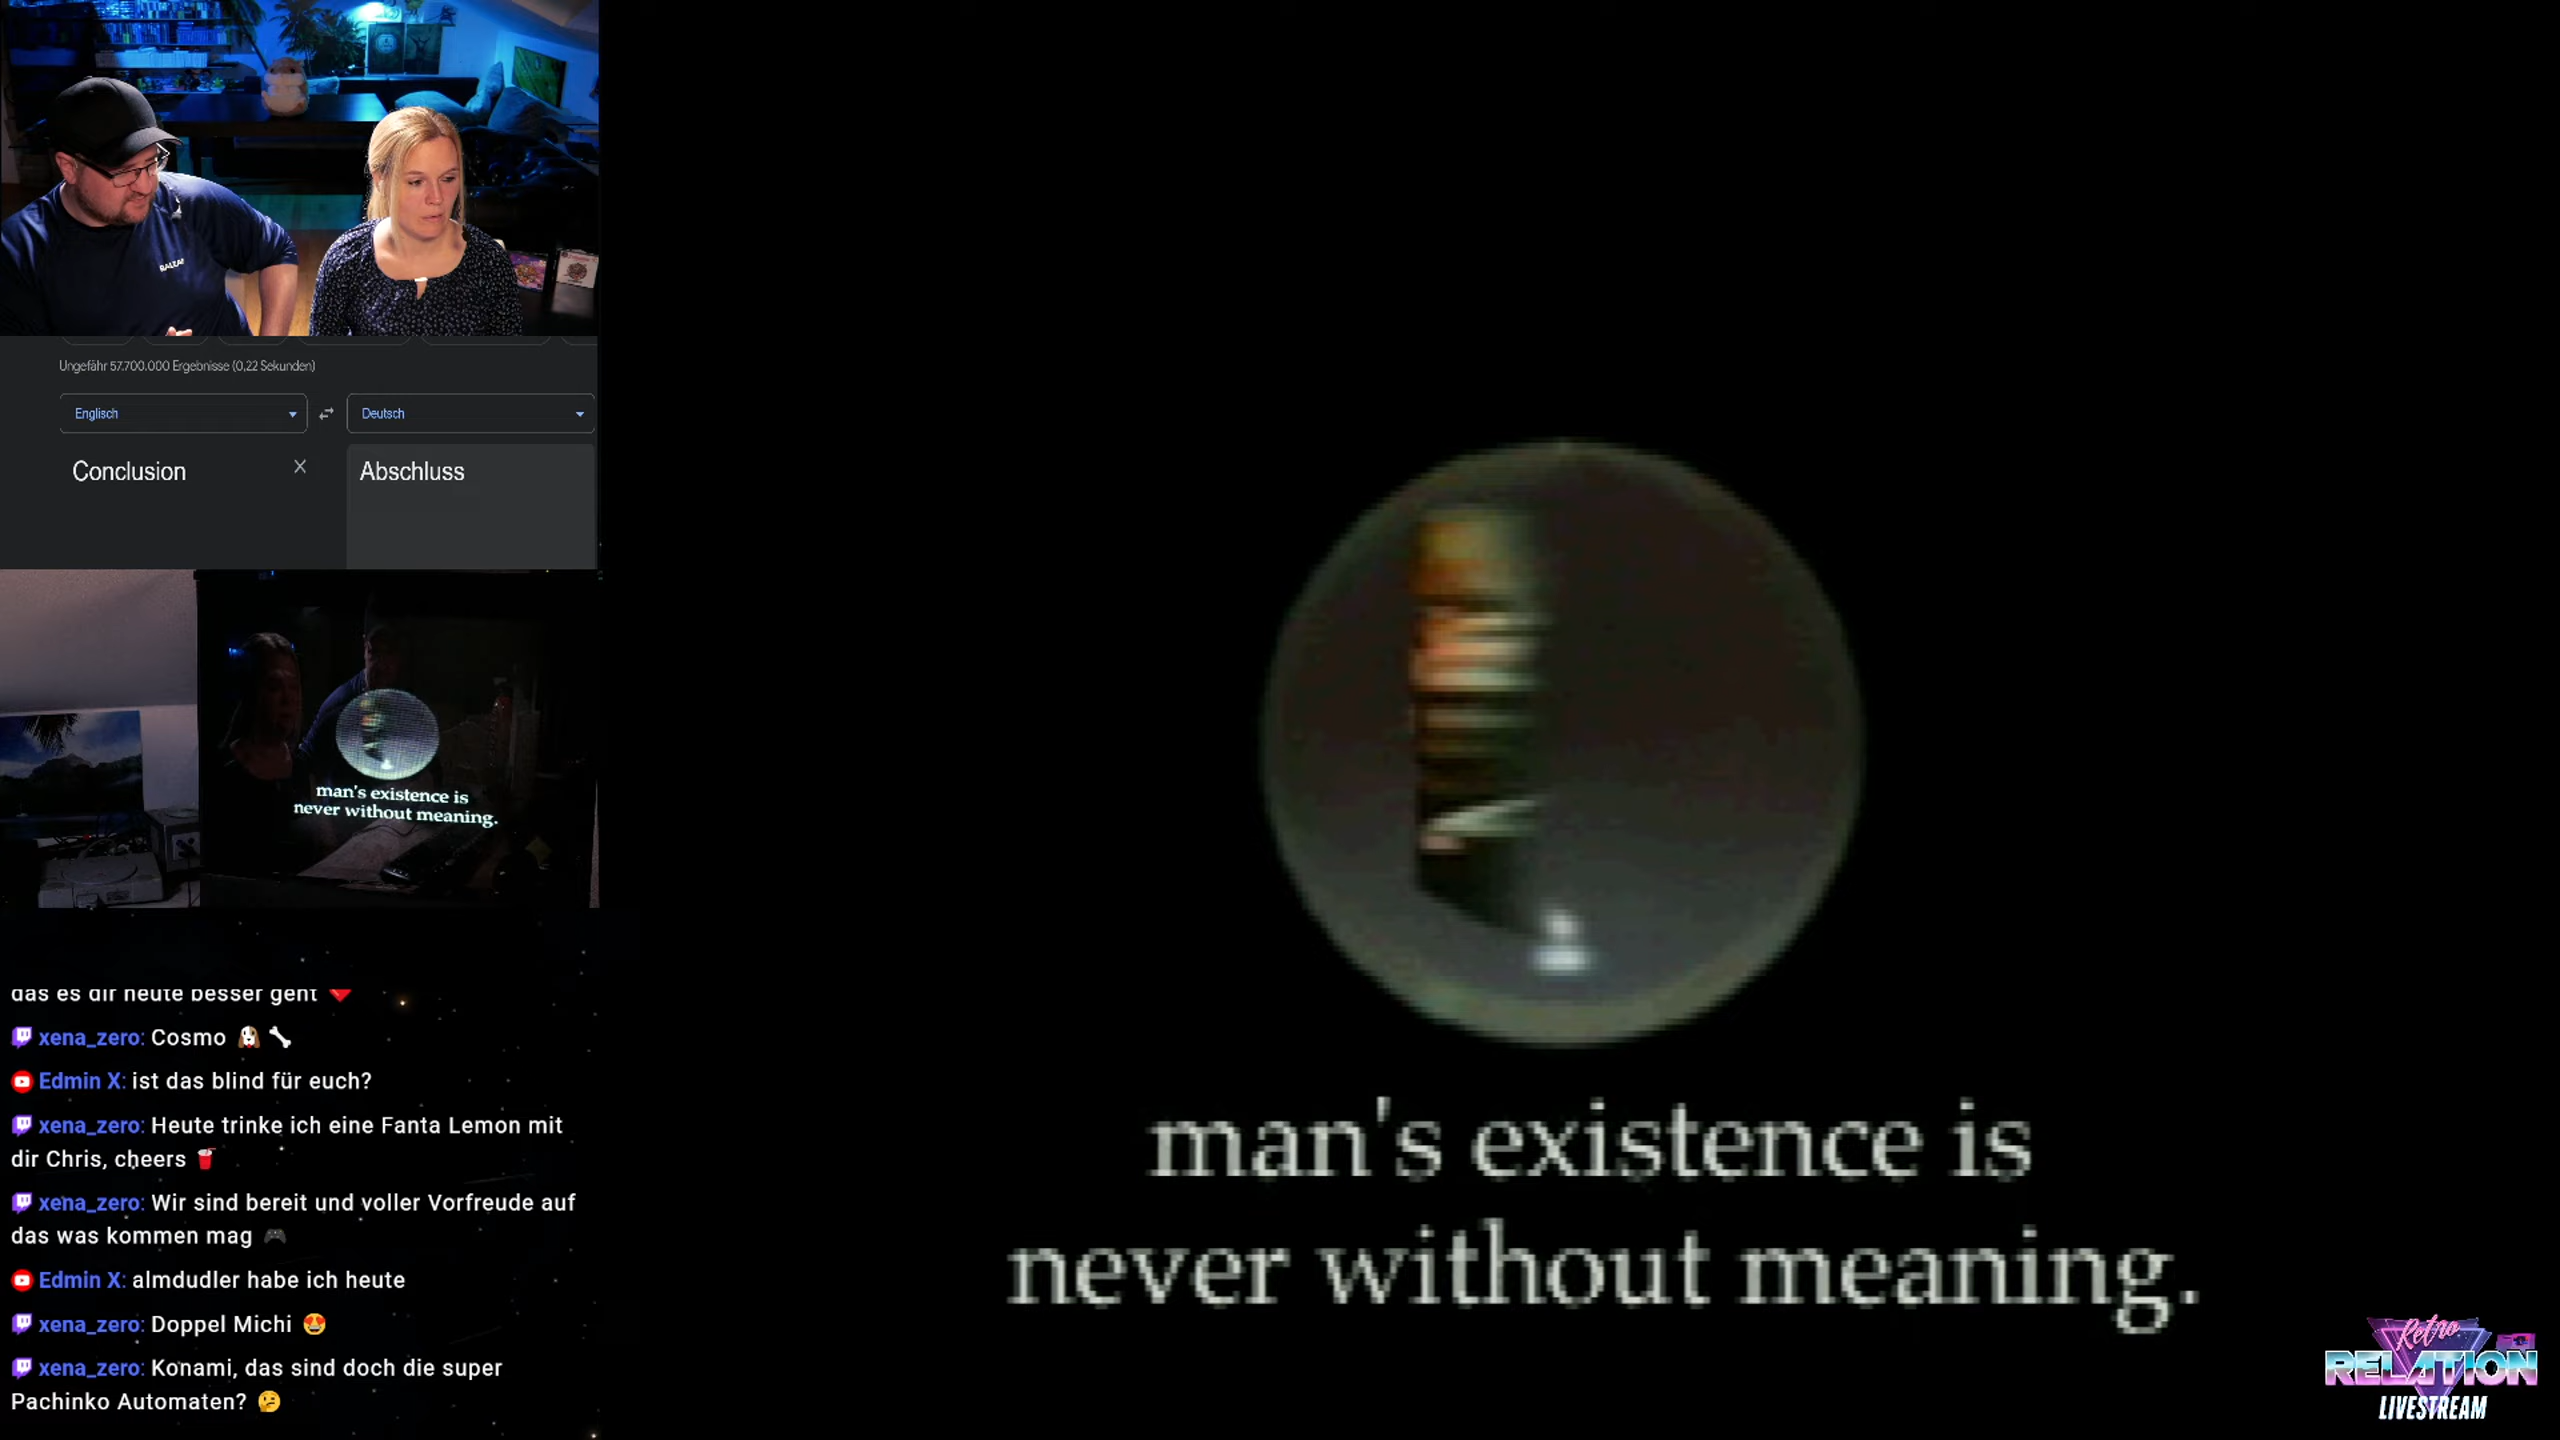 BALEAF
Ungefähr 57.700.000 Ergebnisse (0,22 Sekunden)
Englisch
Deutsch
Conclusion
Abschluss
man's existence is
never without meaning.
das es dir heute besser geht
xena_zero: Cosmo
Edmin X: ist das blind für euch?
xena_zero: Heute trinke ich eine Fanta Lemon mit
dir Chris, cheers
xena_zero: Wir sind bereit und voller Vorfreude auf
das was kommen mag
Edmin X: almdudler habe ich heute
xena_zero: Doppel Michi
xena_zero: Konami, das sind doch die super
Pachinko Automaten?
man's existence is
never without meaning.
Retro
RELATION
LIVESTREAM